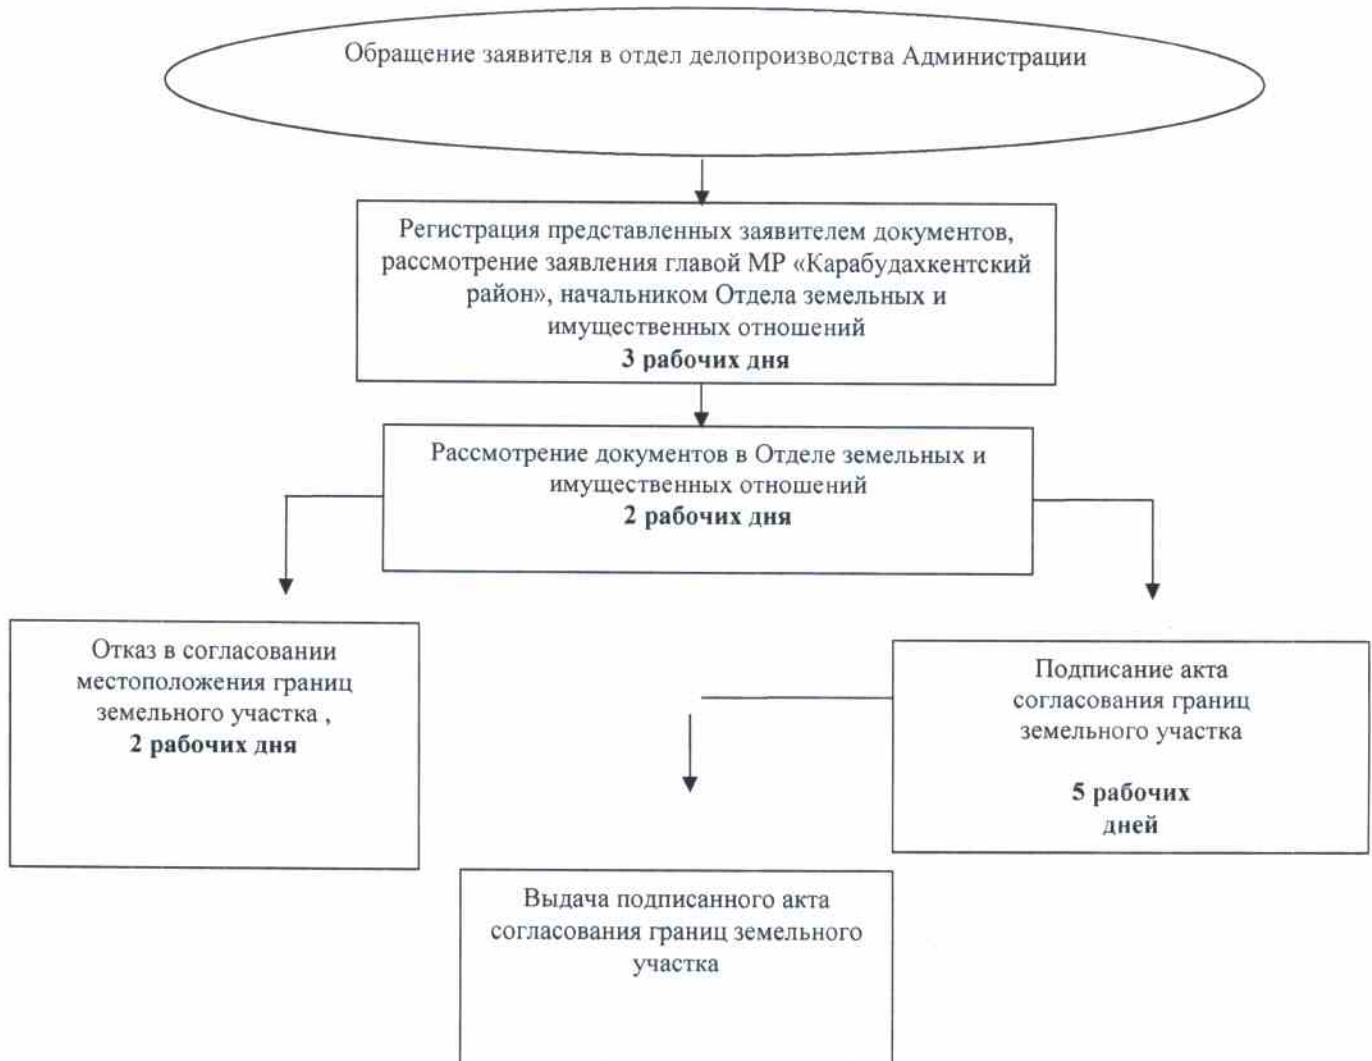 Обращение заявителя в отдел делопроизводства Администрации
Регистрация представленных заявителем документов,
рассмотрение заявления главой МР «Карабудахкентский
район», начальником Отдела земельных и
имущественных отношений
3 рабочих дня
Рассмотрение документов в Отделе земельных и
имущественных отношений
2 рабочих дня
Отказ в согласовании
местоположения границ
земельного участка ,
2 рабочих дня
Подписание акта
согласования границ
земельного участка
5 рабочих
дней
Выдача подписанного акта
согласования границ земельного
участка